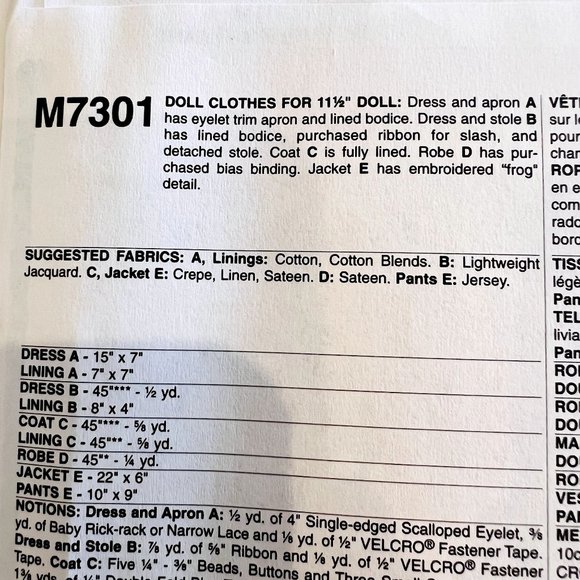 M7301
DOLL CLOTHES FOR 11½" DOLL: Dress and apron A
has eyelet trim apron and lined bodice. Dress and stole B
has lined bodice, purchased ribbon for slash, and
detached stole. Coat C is fully lined. Robe D has pur-
chased bias binding. Jacket E has embroidered "frog"
detail.
SUGGESTED FABRICS: A, Linings: Cotton, Cotton Blends. B: Lightweight
Jacquard. C, Jacket E: Crepe, Linen, Sateen. D: Sateen. Pants E: Jersey.
DRESS A - 15" x 7"
LINING A - 7" x 7"
DRESS B - 45"*** - ½ yd.
LINING B - 8" x 4"
COAT C - 45"*** - ⅝ yd.
LINING C - 45"** - ⅝ yd.
ROBE D - 45"* - ¼ yd.
JACKET E - 22" x 6"
PANTS E - 10" x 9"
NOTIONS: Dress and Apron A: ½ yd. of 4" Single-edged Scalloped Eyelet, ⅜
yd. of Baby Rick-rack or Narrow Lace and ⅛ yd. of ½" VELCRO® Fastener Tape.
Dress and Stole B: ⅞ yd. of ⅝" Ribbon and ⅛ yd. of ½" VELCRO® Fastener
Tape. Coat C: Five ¼" - ⅜" Beads, Buttons and Three
VÊT
sur le
pour
char
ROP
en e
com
rado
bord
TISS
légè
Pan
TEL
livia
Pan
ROE
DOU
ROE
DOU
MA
DO
RO
VES
PAI
ME
10c
CR